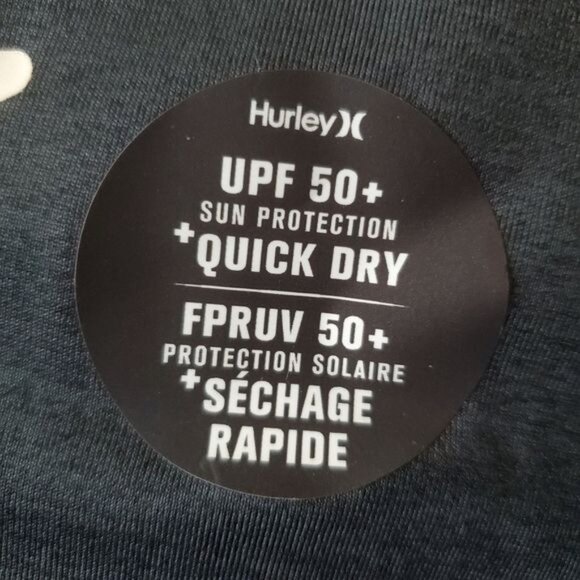 Hurley
UPF 50+
SUN PROTECTION
+QUICK DRY
FPRUV 50+
PROTECTION SOLAIRE
+SÉCHAGE
RAPIDE